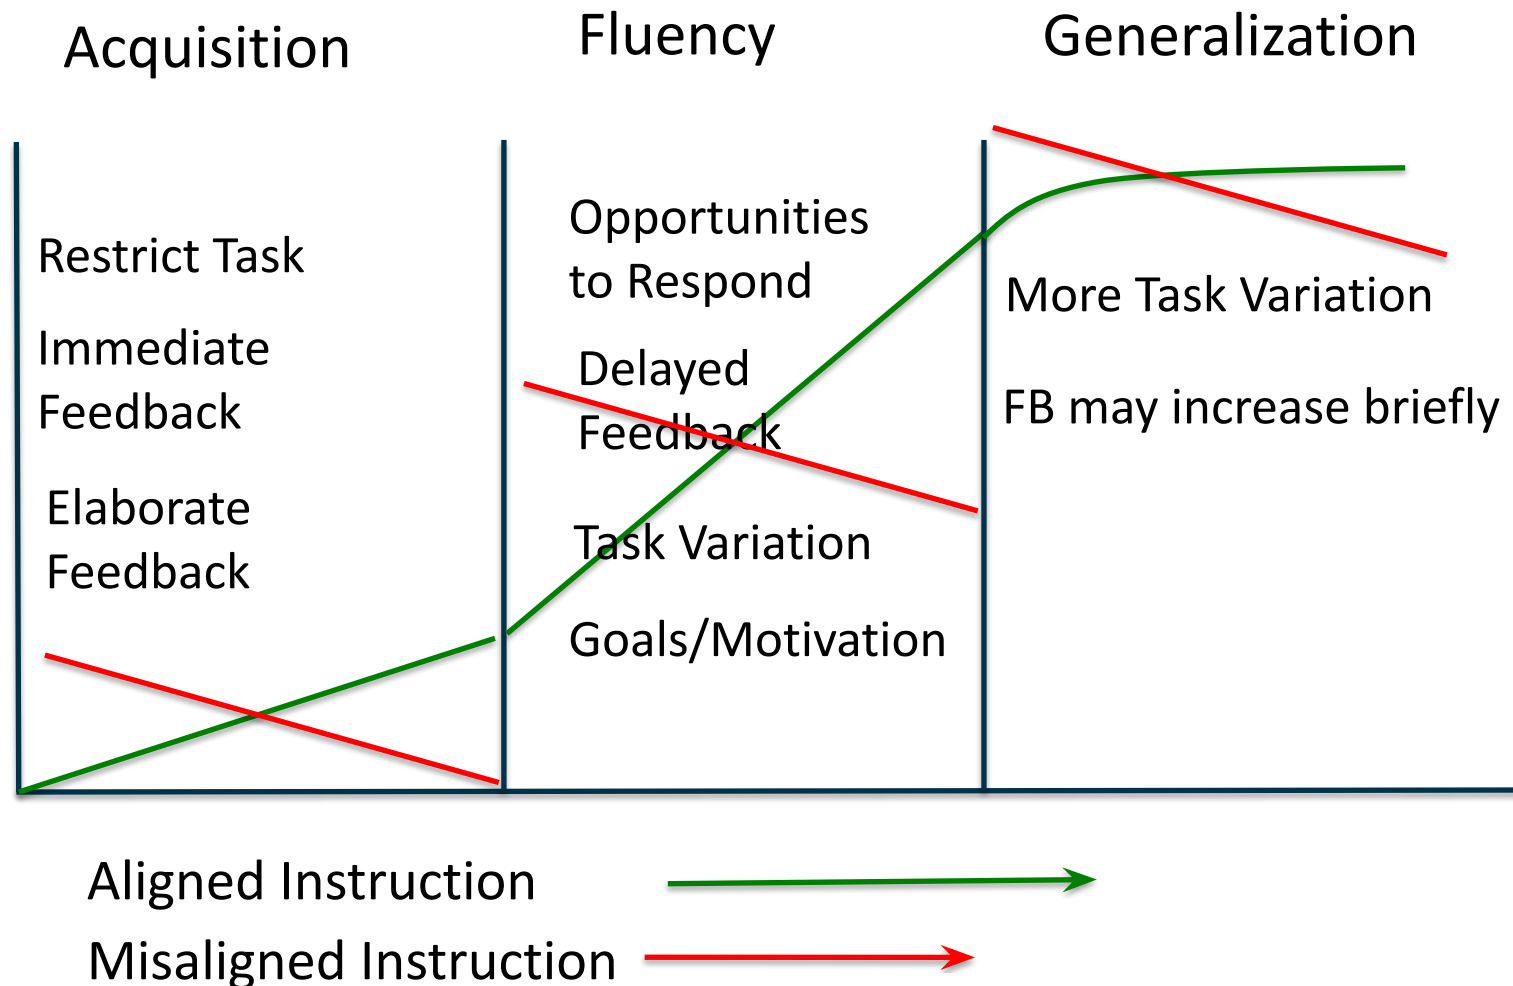 Acquisition
Fluency
Generalization
Restrict Task
Immediate
Feedback
Elaborate
Feedback
Opportunities
to Respond
Delayed
Feedback
Task Variation
Goals/Motivation
More Task Variation
FB may increase briefly
Aligned Instruction
Misaligned Instruction